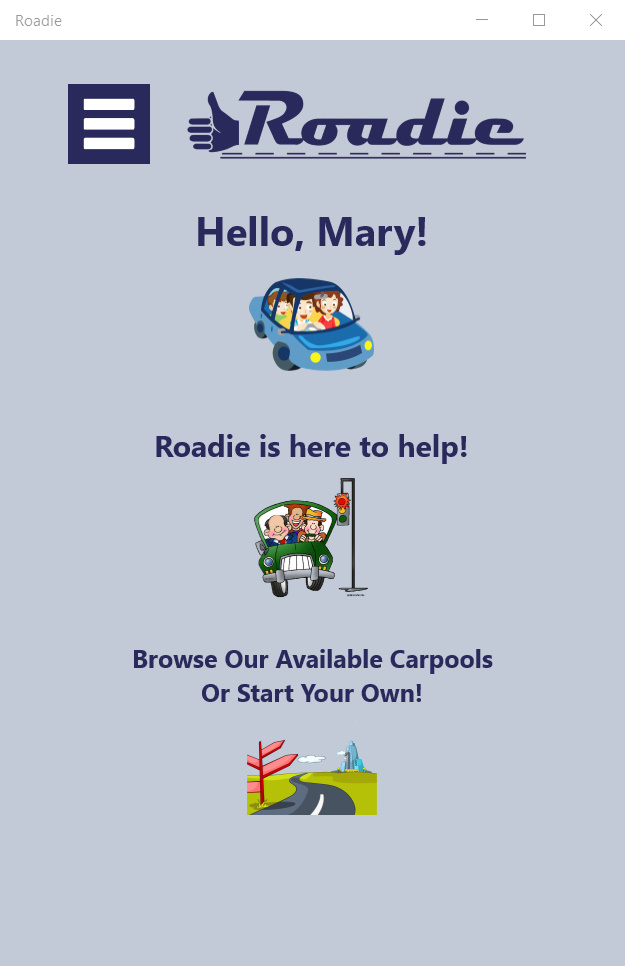 Roadie
Roadie
Hello, Mary!
Roadie is here to help!
Browse Our Available Carpools
Or Start Your Own!